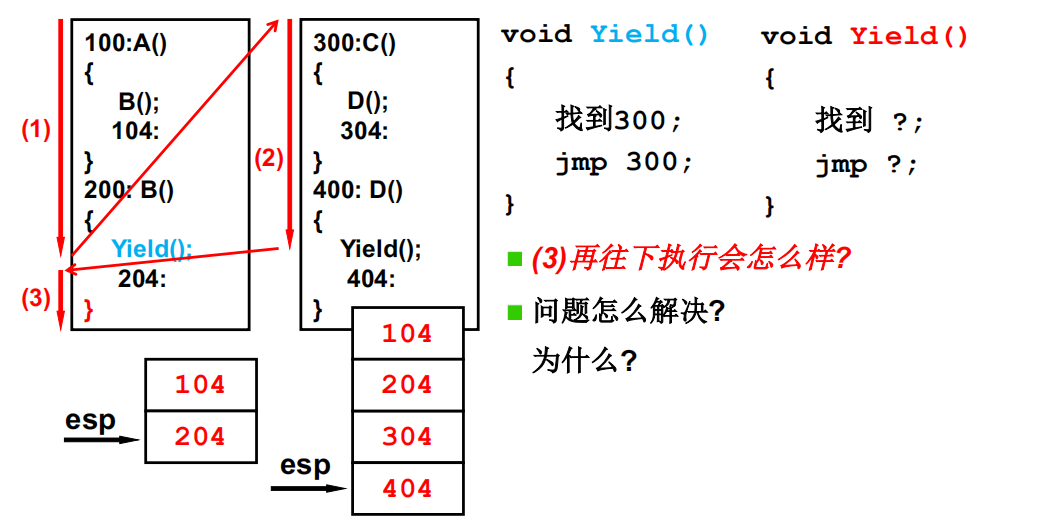 100:A()
{
B();
104:
}
200: B()
{
Yield();
204:
}
(1)
(3)
300:C()
{
D();
304:
}
400: D()
{
Yield();
404:
}
(2)
void Yield()
{
找到300;
jmp 300;
}
void Yield()
{
找到 ?;
jmp ?;
}
(3)再往下执行会怎么样?
问题怎么解决?
为什么?
104
esp
204
104
204
304
esp
404